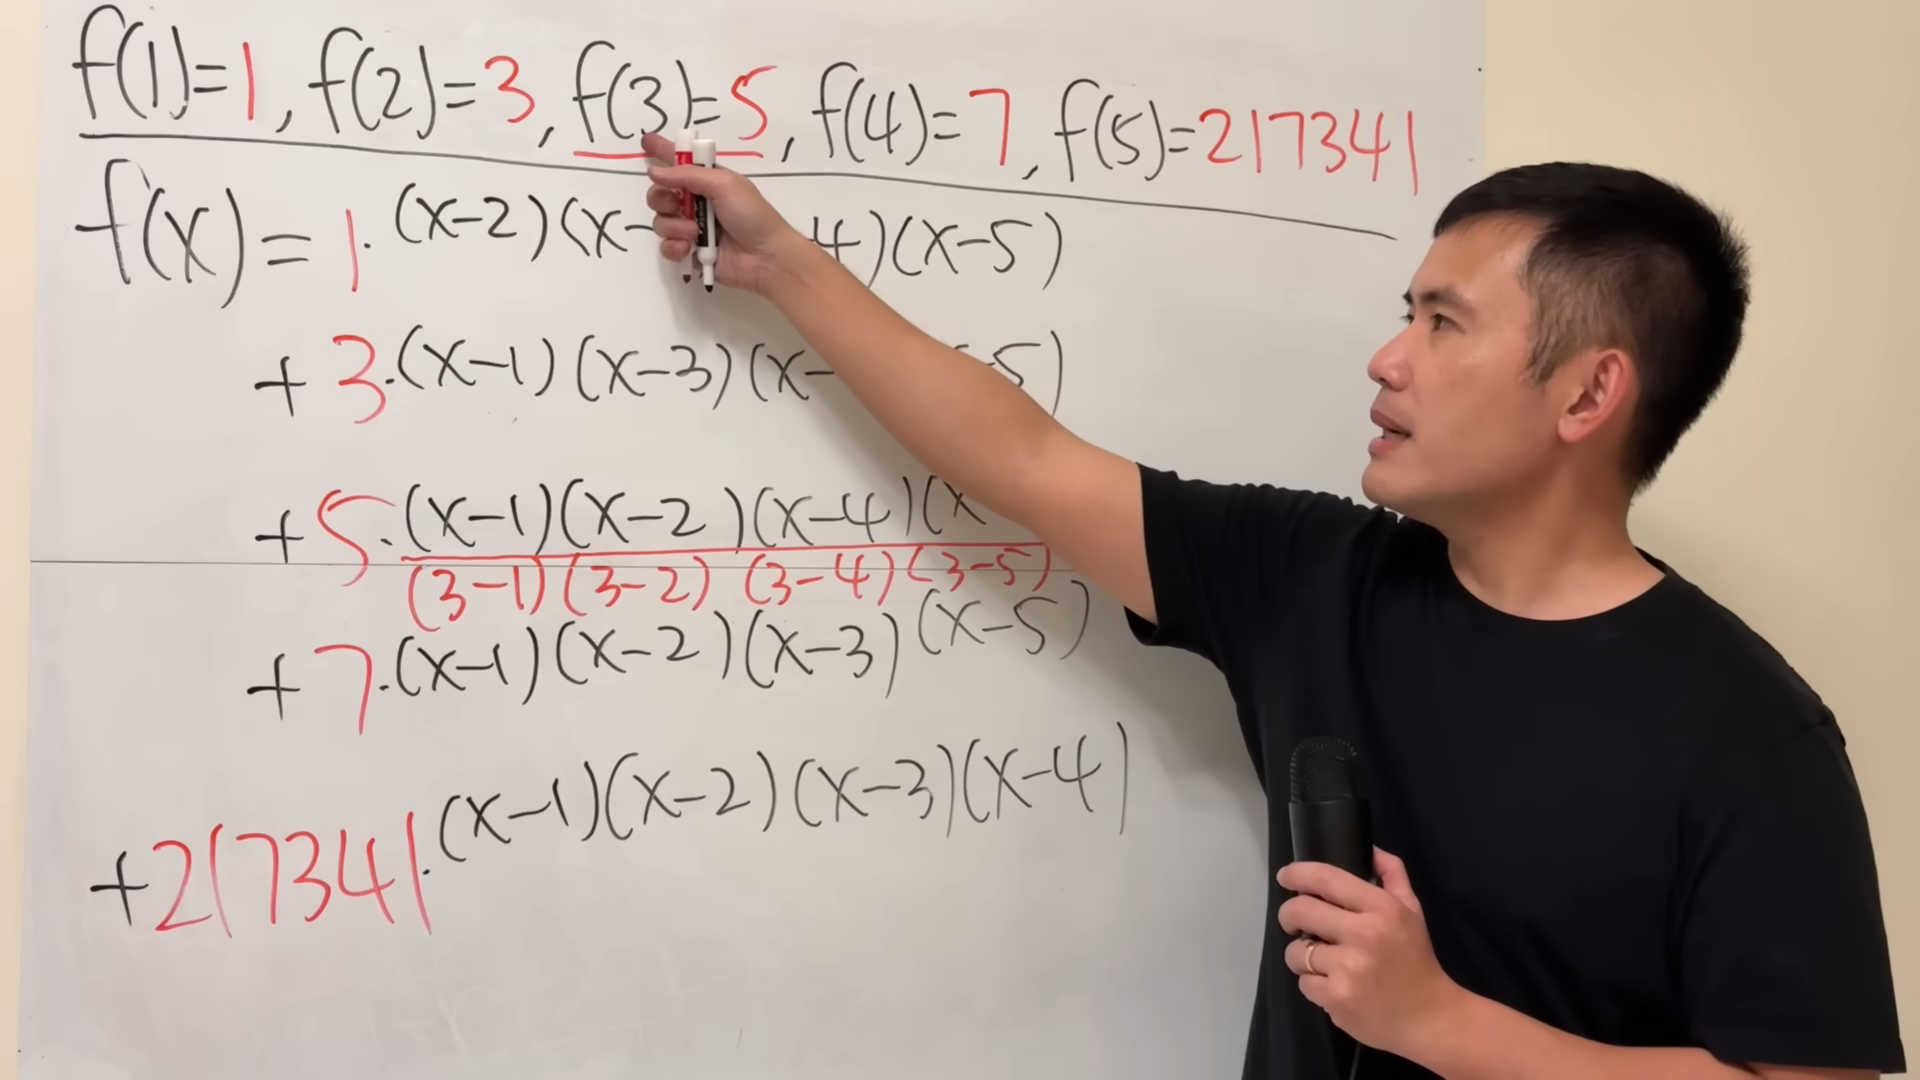 f(1)=1, f(2)=3, f(3)=5, f(4)=7, f(5)=217341
f(x)=1·(x-2)(x- 4)(x-5)
+3·(x-1)(x-3)(x- -5)
+5·(x-1)(x-2)(x-4)(x
(3-1)(3-2)(3-4)(3-5)
+7·(x-1)(x-2)(x-3)(x-5)
+217341·(x-1)(x-2)(x-3)(x-4)